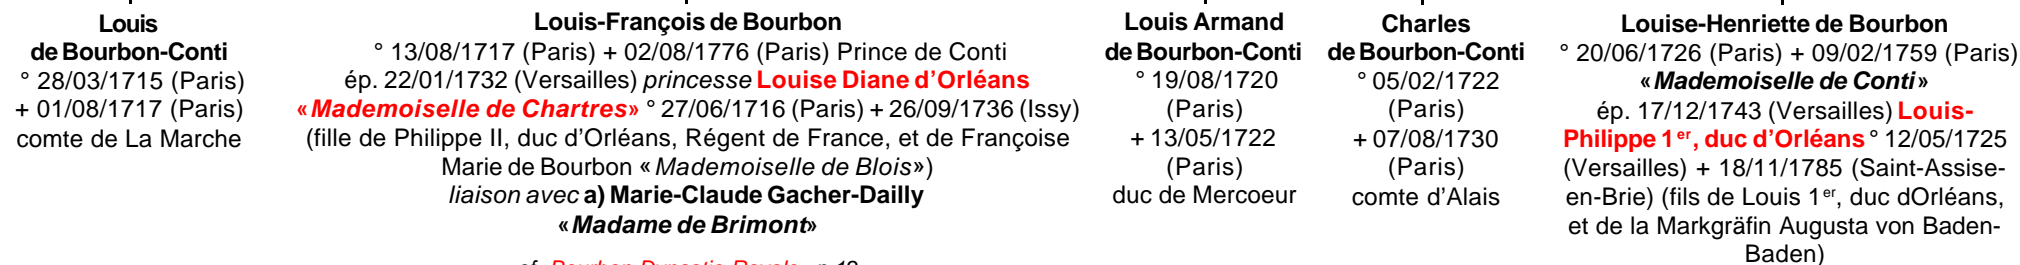 Louis
de Bourbon-Conti
° 28/03/1715 (Paris)
+ 01/08/1717 (Paris)
comte de La Marche
Louis-François de Bourbon
° 13/08/1717 (Paris) + 02/08/1776 (Paris) Prince de Conti
ép. 22/01/1732 (Versailles) princesse Louise Diane d’Orléans
«Mademoiselle de Chartres» ° 27/06/1716 (Paris) + 26/09/1736 (Issy)
(fille de Philippe II, duc d’Orléans, Régent de France, et de Françoise
Marie de Bourbon «Mademoiselle de Blois»)
liaison avec a) Marie-Claude Gacher-Dailly
«Madame de Brimont»
Louis Armand
de Bourbon-Conti
° 19/08/1720
(Paris)
+ 13/05/1722
(Paris)
duc de Mercoeur
Charles
de Bourbon-Conti
° 05/02/1722
(Paris)
+ 07/08/1730
(Paris)
comte d’Alais
Louise-Henriette de Bourbon
° 20/06/1726 (Paris) + 09/02/1759 (Paris)
«Mademoiselle de Conti»
ép. 17/12/1743 (Versailles) Louis-
Philippe 1er, duc d’Orléans ° 12/05/1725
(Versailles) + 18/11/1785 (Saint-Assise-
en-Brie) (fils de Louis 1er, duc dOrléans,
et de la Markgräfin Augusta von Baden-
Baden)